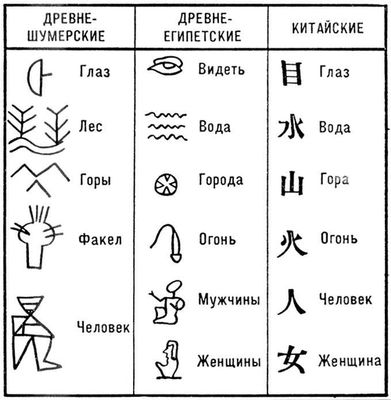 ДРЕВНЕ-
ШУМЕРСКИЕ
ДРЕВНЕ-
ЕГИПЕТСКИЕ
КИТАЙСКИЕ
Глаз
Видеть
目 Глаз
Лес
Вода
水 Вода
Горы
Города
山 Гора
Факел
Огонь
火 Огонь
Человек
Мужчины
人 Человек
Женщины
女 Женщина